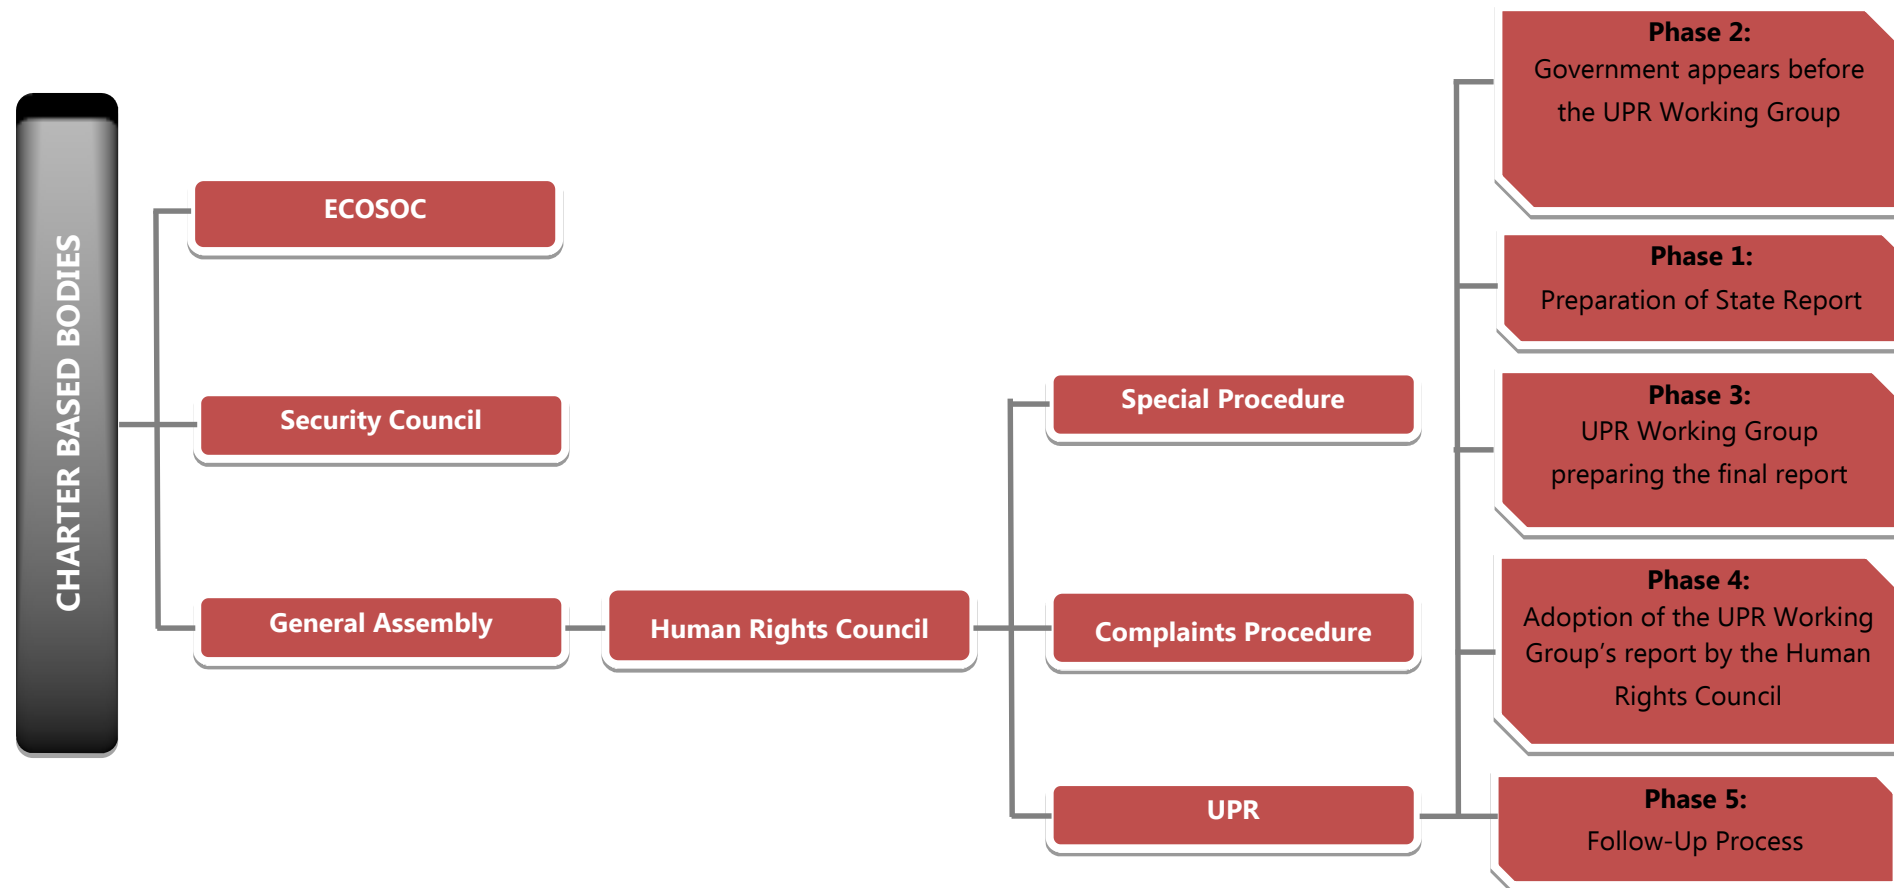 CHARTER BASED BODIES
ECOSOC
Security Council
General Assembly
Human Rights Council
Special Procedure
Complaints Procedure
UPR
Phase 2:
Government appears before
the UPR Working Group
Phase 1:
Preparation of State Report
Phase 3:
UPR Working Group
preparing the final report
Phase 4:
Adoption of the UPR Working
Group’s report by the Human
Rights Council
Phase 5:
Follow-Up Process